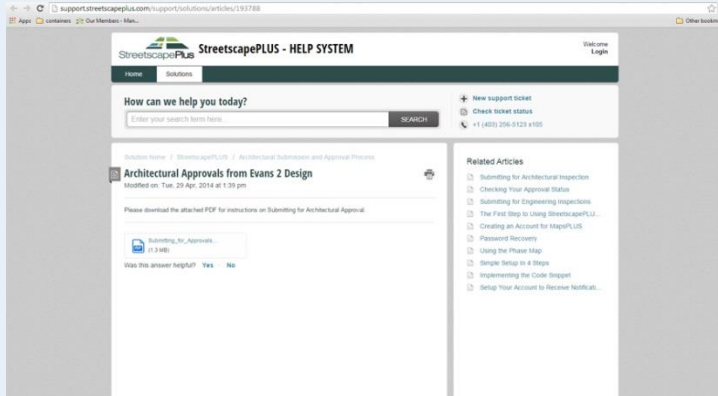 support.streetscapeplus.com/support/solutions/articles/193788
Apps containers Our Members - Man... Other bookm
StreetscapePlus StreetscapePLUS - HELP SYSTEM
Welcome
Login
Home Solutions
How can we help you today?
Enter your search term here... SEARCH
New support ticket
Check ticket status
+1 (403) 256-5123 x105
Solution home / StreetscapePLUS / Architectural Submission and Approval Process
Architectural Approvals from Evans 2 Design
Modified on: Tue, 29 Apr, 2014 at 1:39 pm
Please download the attached PDF for instructions on Submitting for Architectural Approval.
Submitting_for_Approvals...
(1.3 MB)
Was this answer helpful? Yes No
Related Articles
Submitting for Architectural Inspection
Checking Your Approval Status
Submitting for Engineering Inspections
The First Step to Using StreetscapePLU...
Creating an Account for MapsPLUS
Password Recovery
Using the Phase Map
Simple Setup in 4 Steps
Implementing the Code Snippet
Setup Your Account to Receive Notificati...